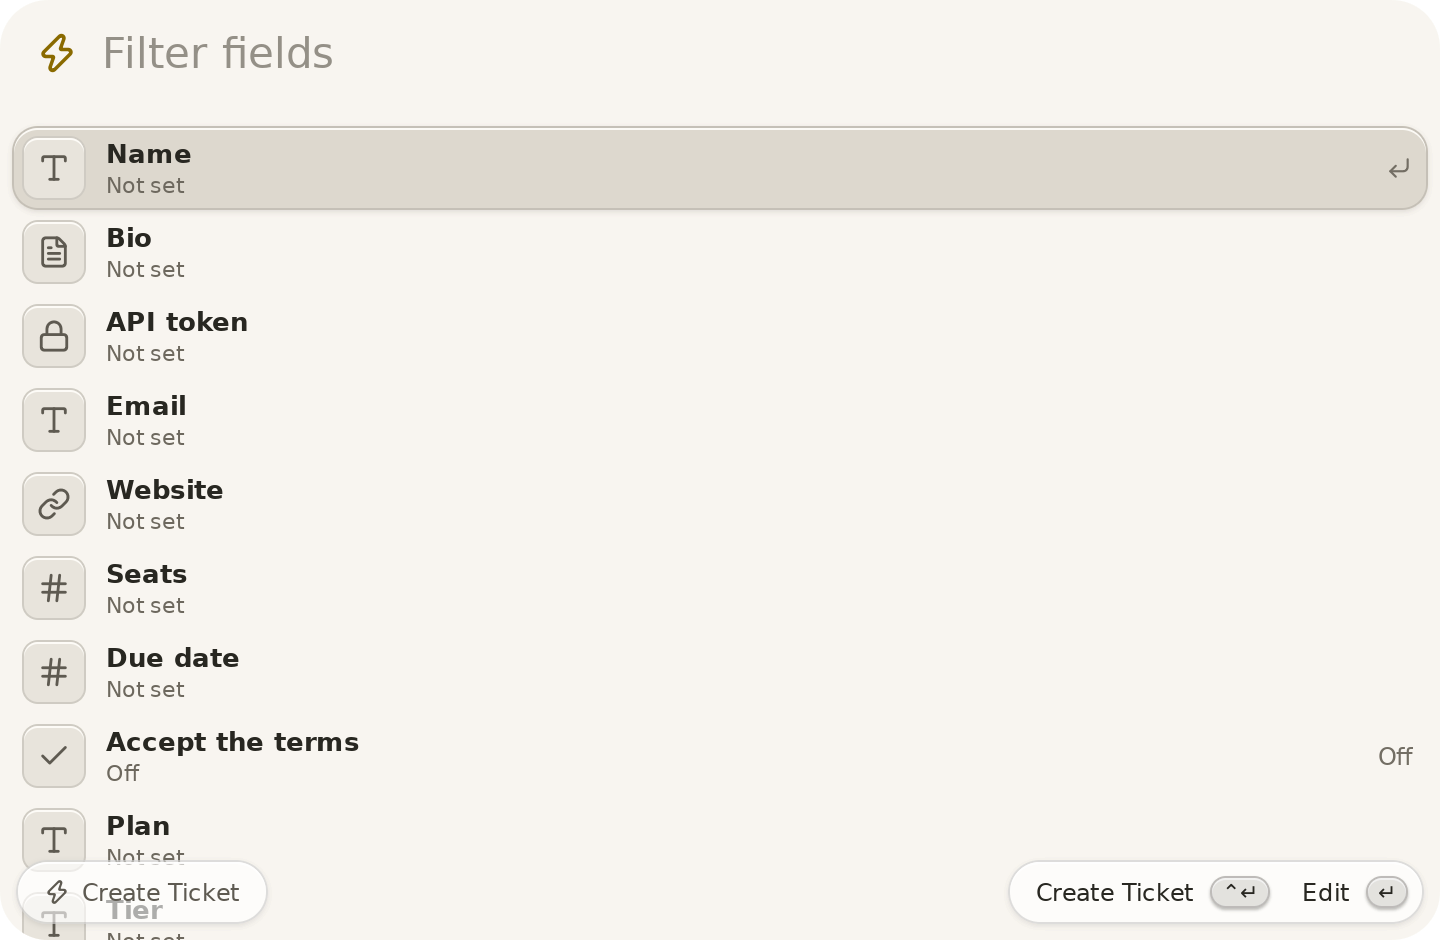 Filter fields
Name
Not set
Bio
Not set
API token
Not set
Email
Not set
Website
Not set
Seats
Not set
Due date
Not set
Accept the terms
Off
Off
Plan
Not set
Create Ticket
Tier
Not set
Create Ticket ^↵ Edit ↵